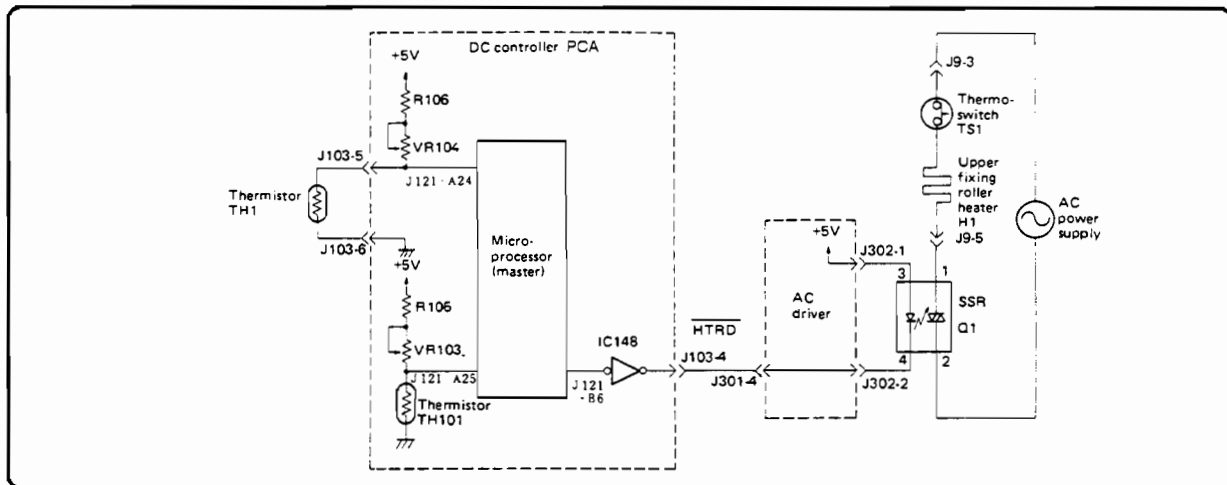 DC controller PCA
+5V
R106
VR104
J103-5
J121 - A24
Thermistor
TH1
J103-6
+5V
Micro-
processor
(master)
R106
VR103
J121 A25
Thermistor
TH101
IC148
J121
- B6
HTRD
J103-4
J301-4
+5V
J302-1
AC
driver
J302-2
3
1
4
2
SSR
Q1
J9-3
Thermo-
switch
TS1
Upper
fixing
roller
heater
H1
J9-5
AC
power
supply